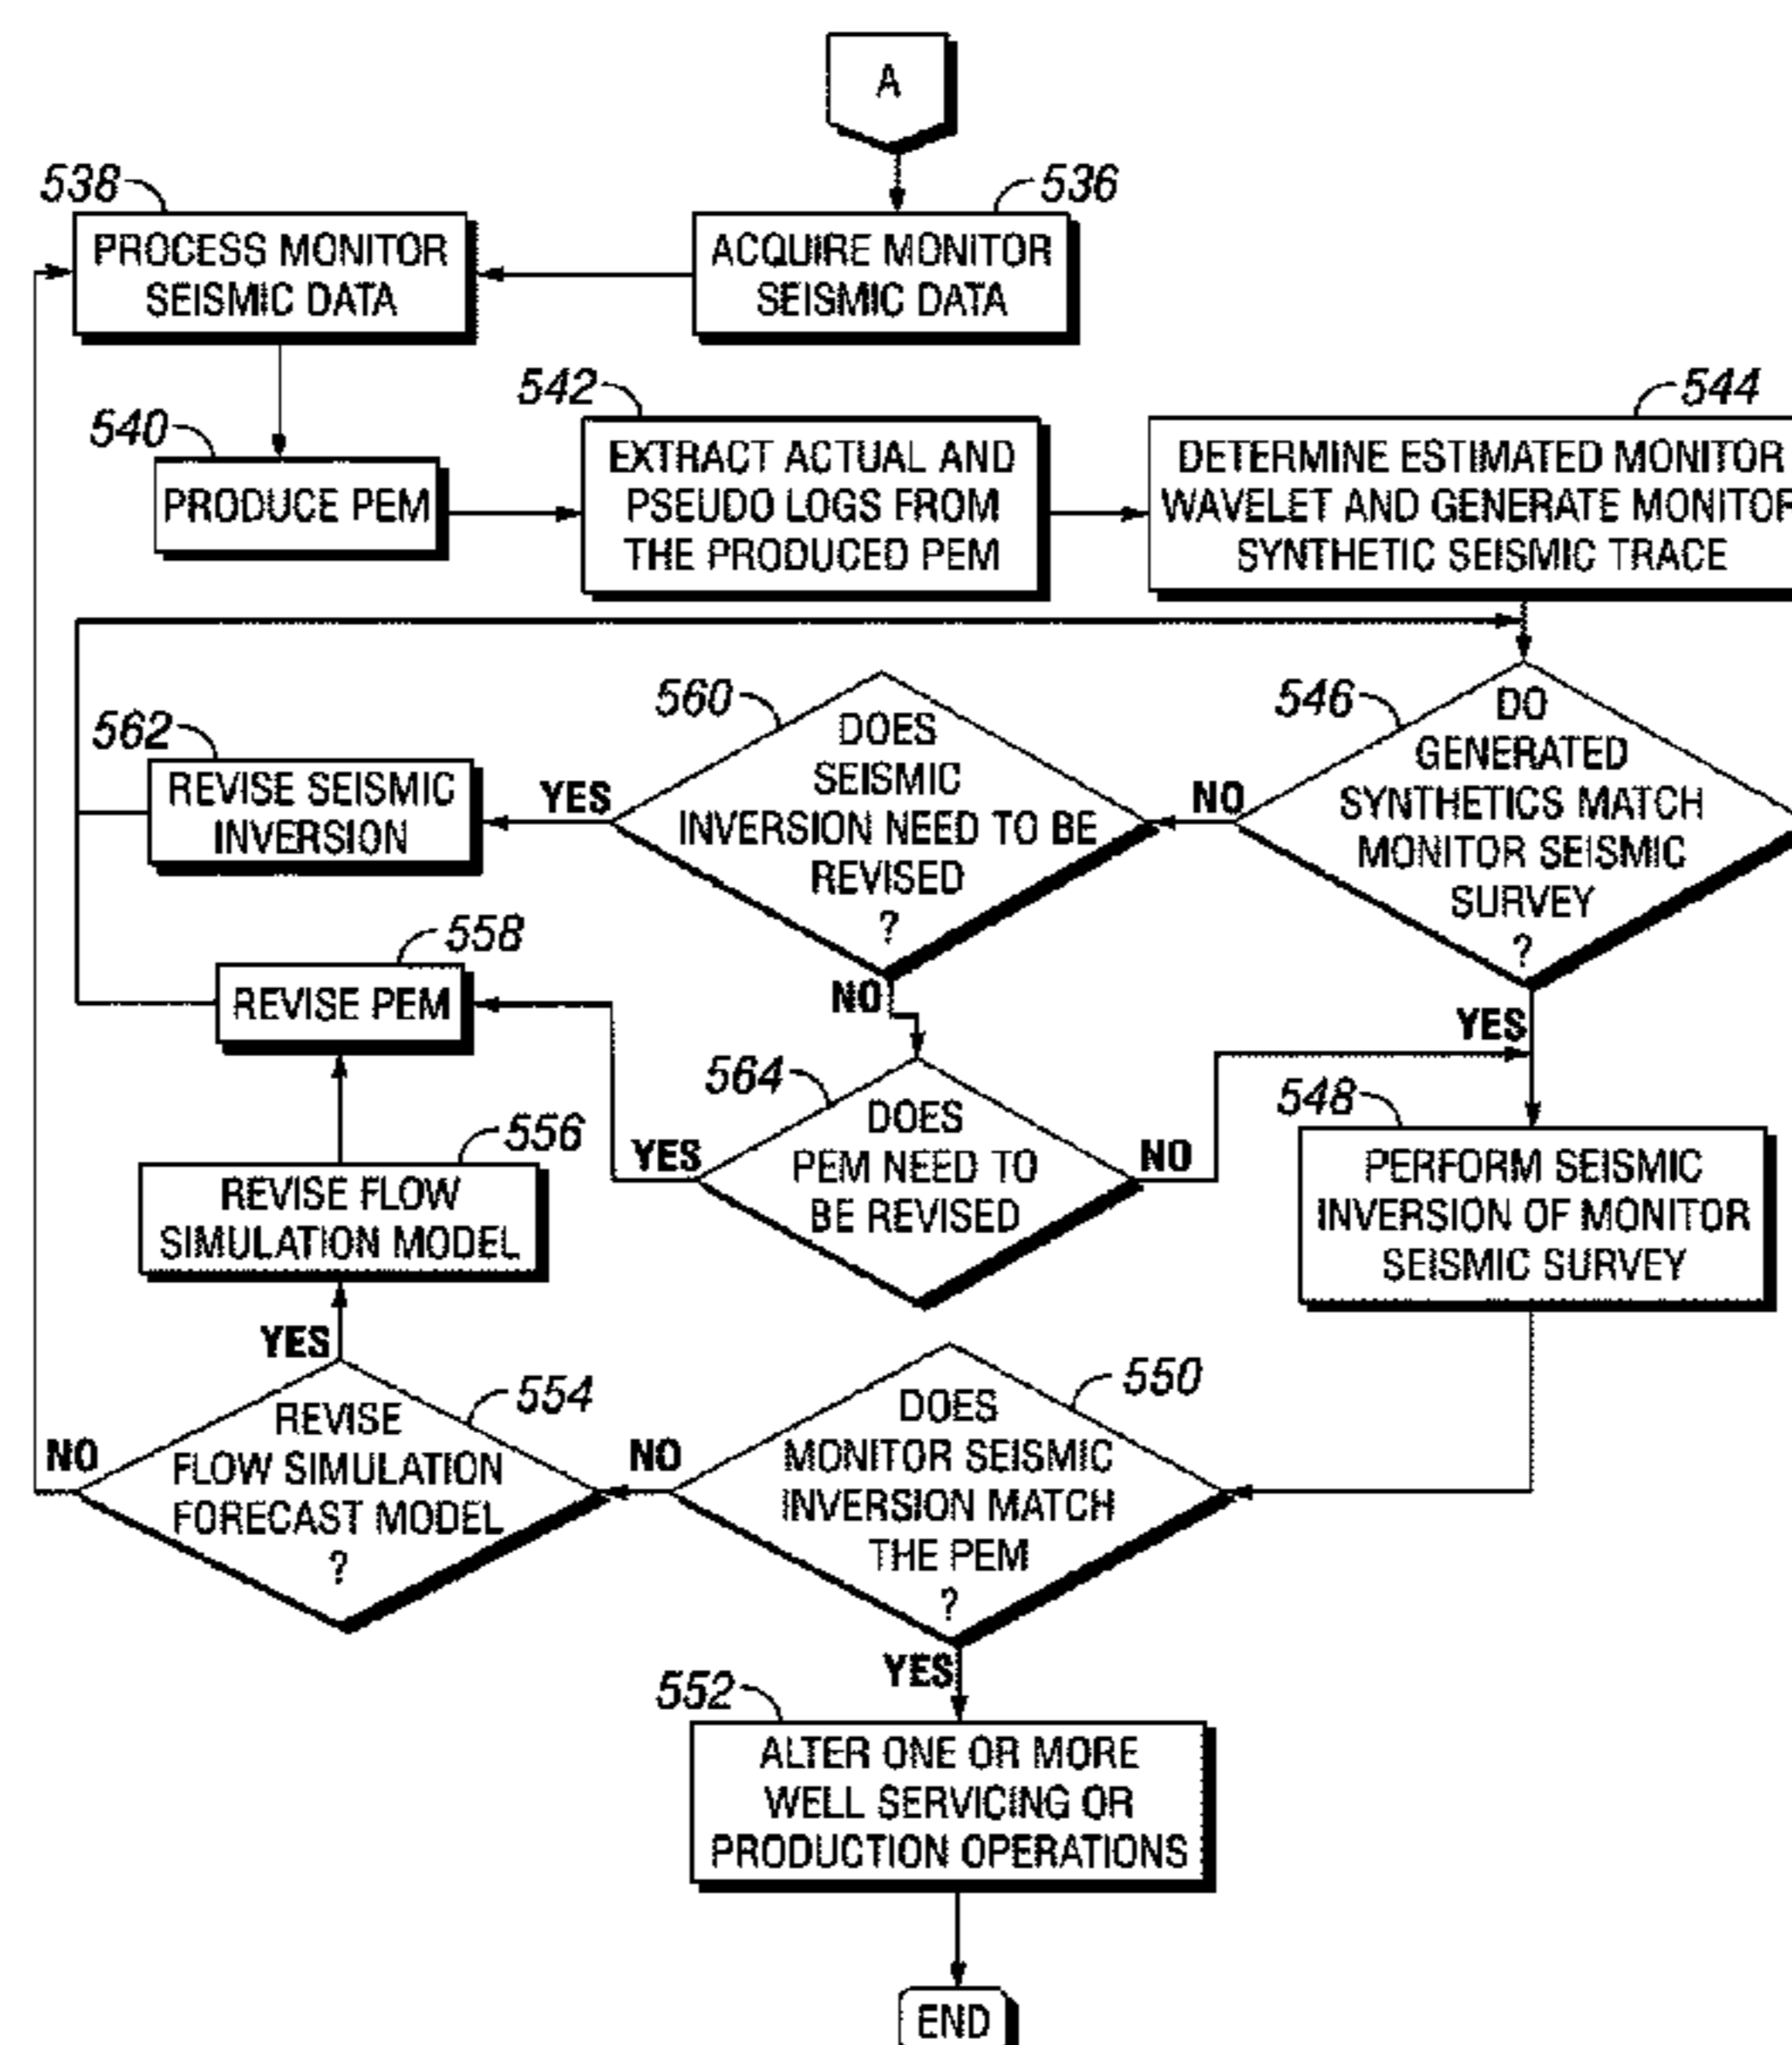 A
538
536
PROCESS MONITOR
SEISMIC DATA
ACQUIRE MONITOR
SEISMIC DATA
542
544
540
PRODUCE PEM
EXTRACT ACTUAL AND
PSEUDO LOGS FROM
THE PRODUCED PEM
DETERMINE ESTIMATED MONITOR
WAVELET AND GENERATE MONITOR
SYNTHETIC SEISMIC TRACE
562
560
546
REVISE SEISMIC
INVERSION
YES
DOES
SEISMIC
INVERSION NEED TO BE
REVISED
?
NO
DO
GENERATED
SYNTHETICS MATCH
MONITOR SEISMIC
SURVEY
?
558
REVISE PEM
NO
YES
564
548
556
REVISE FLOW
SIMULATION MODEL
YES
DOES
PEM NEED TO
BE REVISED
NO
PERFORM SEISMIC
INVERSION OF MONITOR
SEISMIC SURVEY
YES
554
550
NO
REVISE
FLOW SIMULATION
FORECAST MODEL
?
NO
DOES
MONITOR SEISMIC
INVERSION MATCH
THE PEM
?
YES
552
ALTER ONE OR MORE
WELL SERVICING OR
PRODUCTION OPERATIONS
END